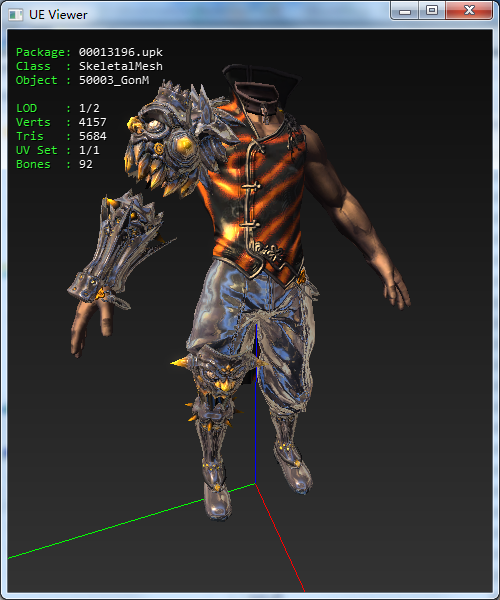 UE Viewer
Package: 00013196.upk
Class  : SkeletalMesh
Object : 50003_GonM
LOD    : 1/2
Verts  : 4157
Tris   : 5684
UV Set : 1/1
Bones  : 92